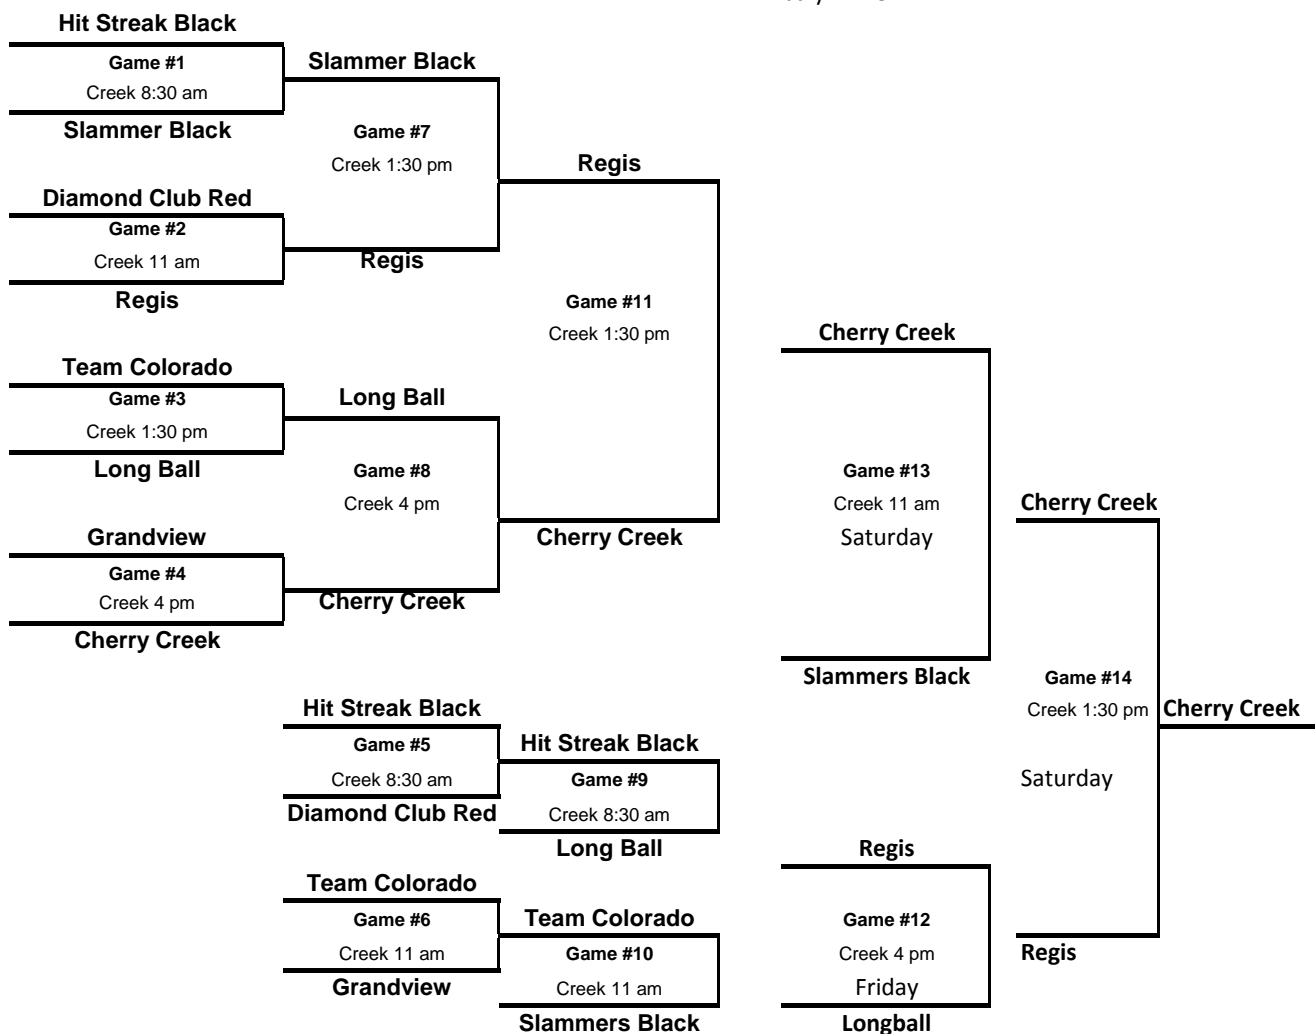 Hit Streak Black
Game #1
Creek 8:30 am
Slammer Black
Diamond Club Red
Game #2
Creek 11 am
Regis
Team Colorado
Game #3
Creek 1:30 pm
Long Ball
Grandview
Game #4
Creek 4 pm
Cherry Creek
Slammer Black
Game #7
Creek 1:30 pm
Regis
Long Ball
Game #8
Creek 4 pm
Cherry Creek
Regis
Game #11
Creek 1:30 pm
Cherry Creek
Hit Streak Black
Game #5
Creek 8:30 am
Diamond Club Red
Team Colorado
Game #6
Creek 11 am
Grandview
Hit Streak Black
Game #9
Creek 8:30 am
Long Ball
Team Colorado
Game #10
Creek 11 am
Slammers Black
Cherry Creek
Game #13
Creek 11 am
Saturday
Slammers Black
Regis
Game #12
Creek 4 pm
Friday
Longball
Cherry Creek
Game #14
Creek 1:30 pm
Saturday
Regis
Cherry Creek